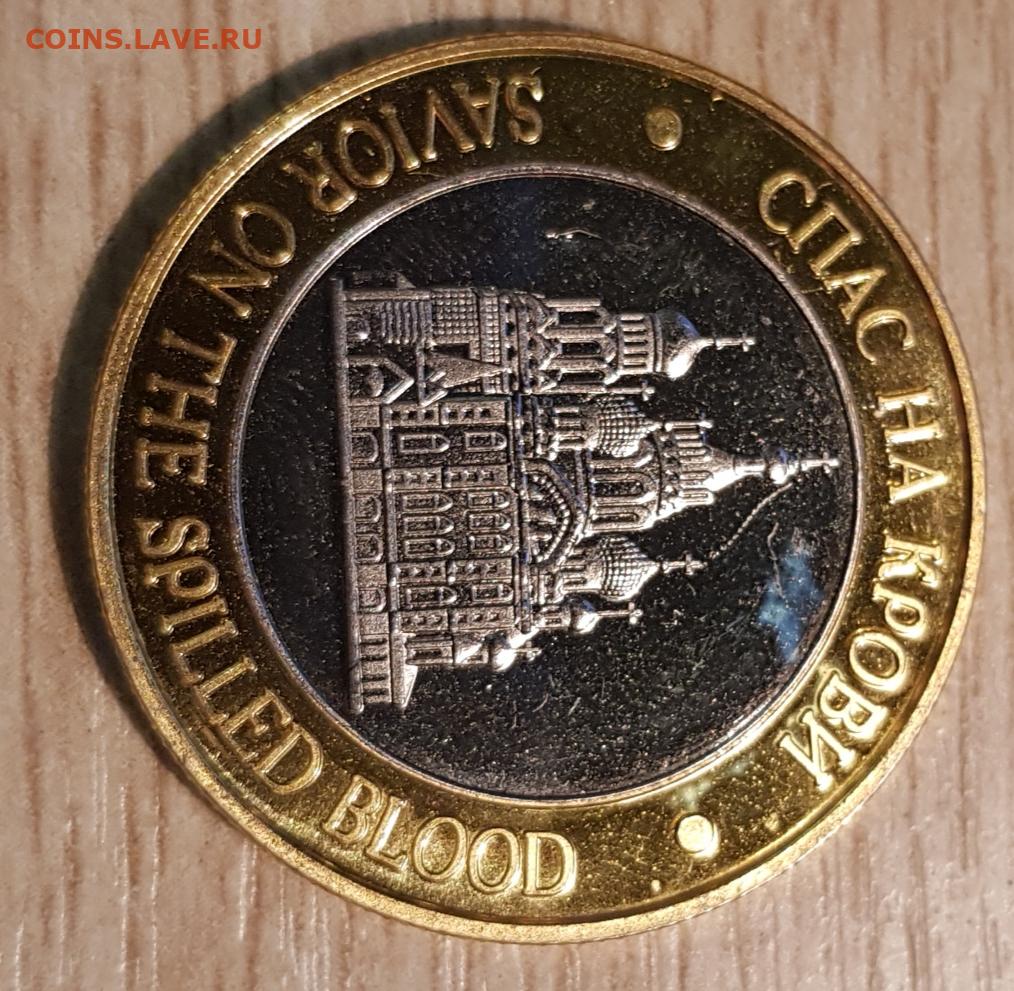 COINS.LAVE.RU
СПАС НА КРОВИ
SAVIOR ON THE SPILLED BLOOD